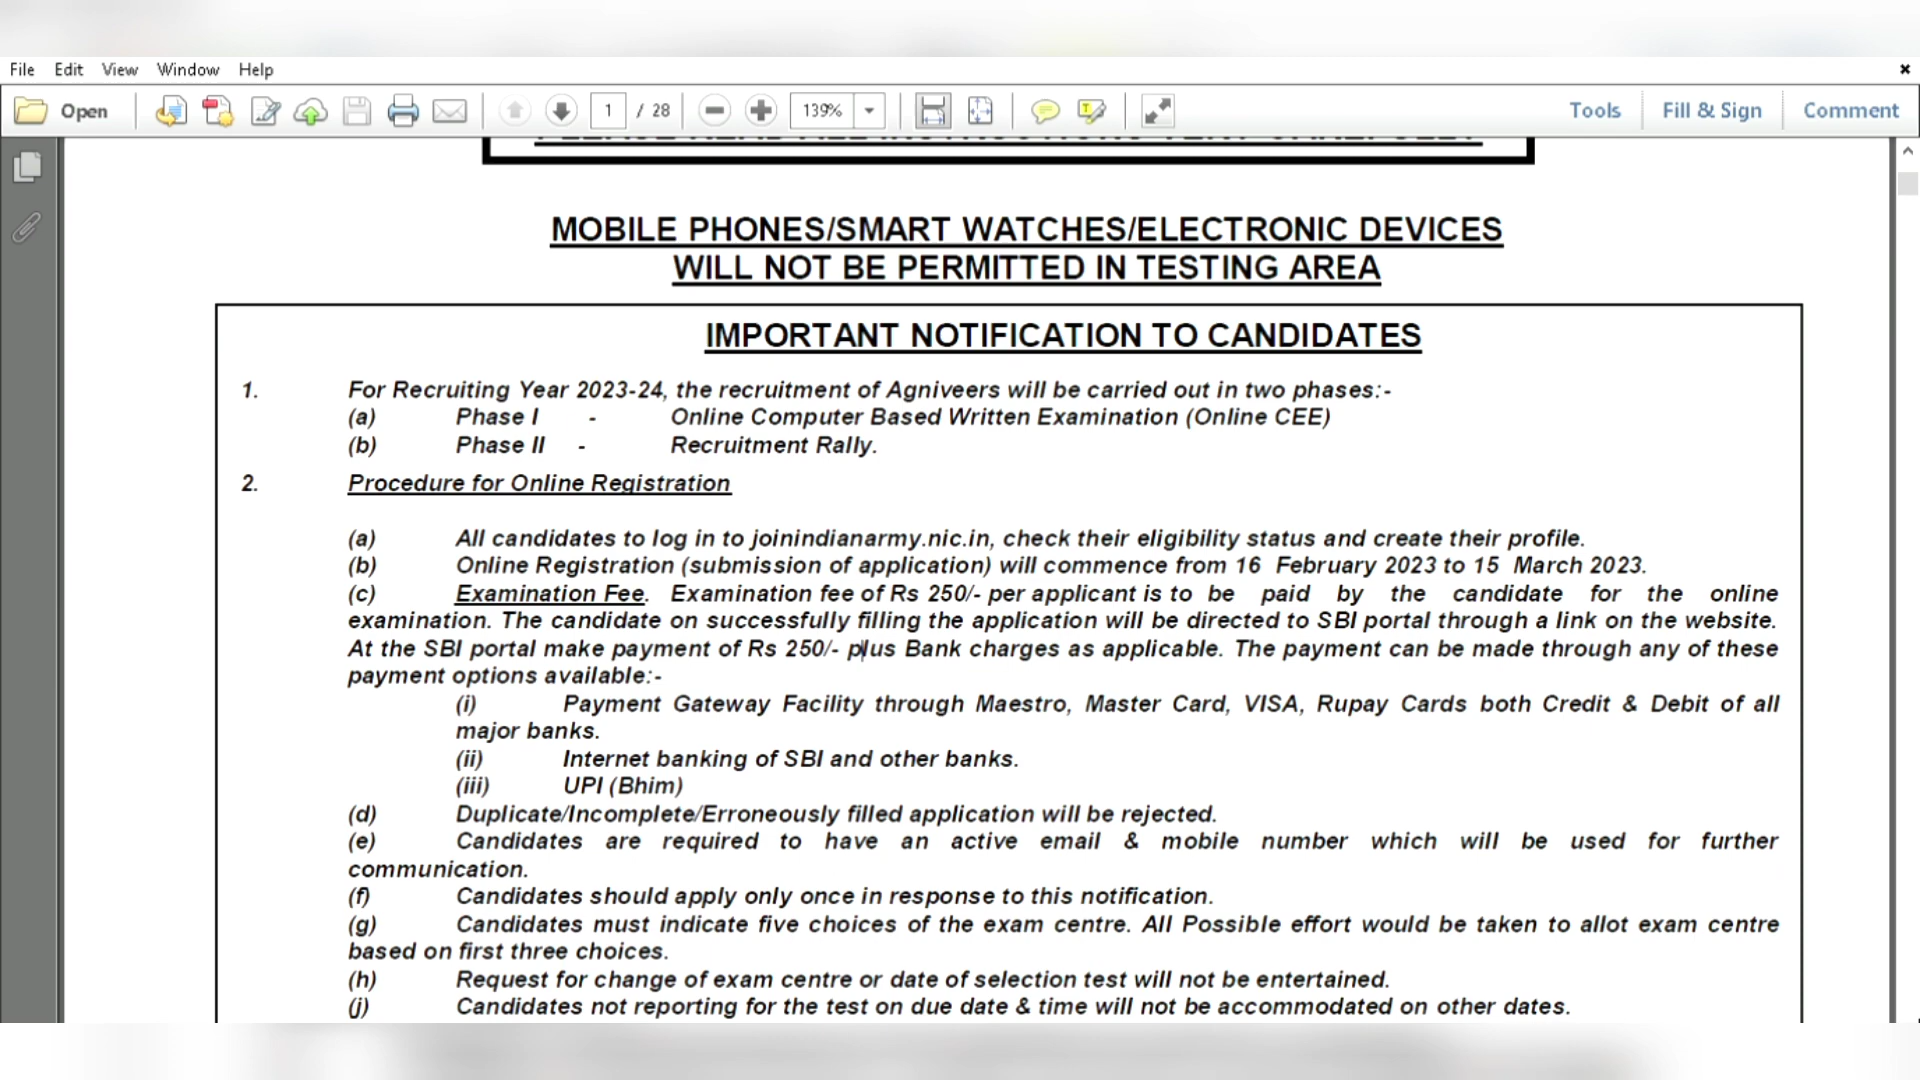 File Edit View Window Help
Open 1 / 28 139% Tools Fill & Sign Comment
MOBILE PHONES/SMART WATCHES/ELECTRONIC DEVICES
WILL NOT BE PERMITTED IN TESTING AREA
IMPORTANT NOTIFICATION TO CANDIDATES
1. For Recruiting Year 2023-24, the recruitment of Agniveers will be carried out in two phases:-
(a) Phase I - Online Computer Based Written Examination (Online CEE)
(b) Phase II - Recruitment Rally.
2. Procedure for Online Registration
(a) All candidates to log in to joinindianarmy.nic.in, check their eligibility status and create their profile.
(b) Online Registration (submission of application) will commence from 16 February 2023 to 15 March 2023.
(c) Examination Fee. Examination fee of Rs 250/- per applicant is to be paid by the candidate for the online
examination. The candidate on successfully filling the application will be directed to SBI portal through a link on the website.
At the SBI portal make payment of Rs 250/- plus Bank charges as applicable. The payment can be made through any of these
payment options available:-
(i) Payment Gateway Facility through Maestro, Master Card, VISA, Rupay Cards both Credit & Debit of all
major banks.
(ii) Internet banking of SBI and other banks.
(iii) UPI (Bhim)
(d) Duplicate/Incomplete/Erroneously filled application will be rejected.
(e) Candidates are required to have an active email & mobile number which will be used for further
communication.
(f) Candidates should apply only once in response to this notification.
(g) Candidates must indicate five choices of the exam centre. All Possible effort would be taken to allot exam centre
based on first three choices.
(h) Request for change of exam centre or date of selection test will not be entertained.
(j) Candidates not reporting for the test on due date & time will not be accommodated on other dates.